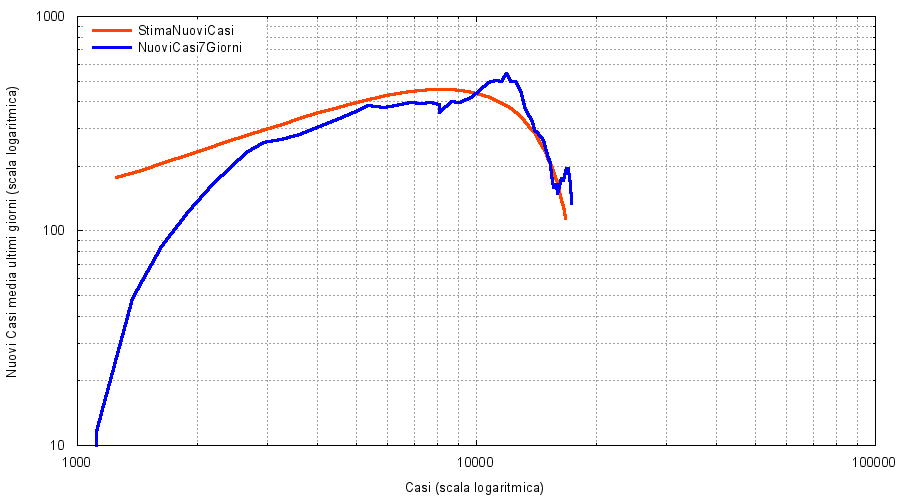 1000
StimaNuoviCasi
NuoviCasi7Giorni
Nuovi Casi media ultimi giorni (scala logaritmica)
100
10
1000
10000
100000
Casi (scala logaritmica)